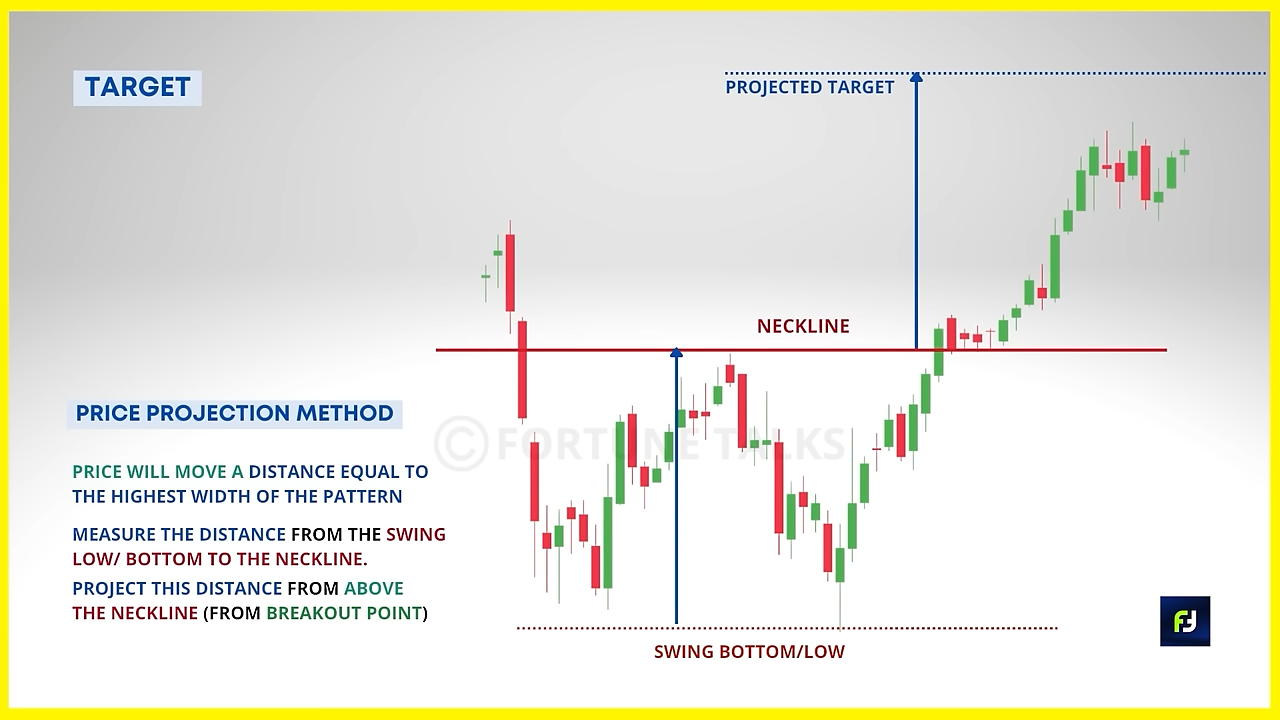 TARGET
PROJECTED TARGET
NECKLINE
PRICE PROJECTION METHOD
© FORTUNE TALKS
PRICE WILL MOVE A DISTANCE EQUAL TO
THE HIGHEST WIDTH OF THE PATTERN
MEASURE THE DISTANCE FROM THE SWING
LOW/ BOTTOM TO THE NECKLINE.
PROJECT THIS DISTANCE FROM ABOVE
THE NECKLINE (FROM BREAKOUT POINT)
SWING BOTTOM/LOW